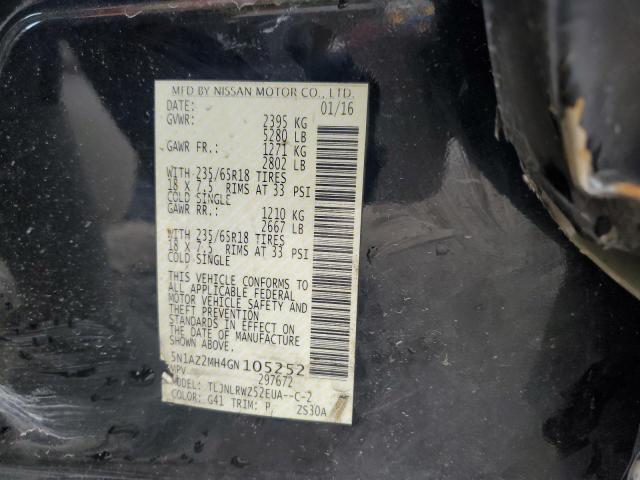 MFD BY NISSAN MOTOR CO., LTD.
DATE: 01/16
GVWR: 2395 KG
5280 LB
GAWR FR.: 1271 KG
2802 LB
WITH 235/65R18 TIRES
18 X 7.5 RIMS AT 33 PSI
COLD SINGLE
GAWR RR.: 1210 KG
2667 LB
WITH 235/65R18 TIRES
18 X 7.5 RIMS AT 33 PSI
COLD SINGLE
THIS VEHICLE CONFORMS TO
ALL APPLICABLE FEDERAL
MOTOR VEHICLE SAFETY AND
THEFT PREVENTION
STANDARDS IN EFFECT ON
THE DATE OF MANUFACTURE
SHOWN ABOVE.
5N1AZ2MH4GN105252
MPV 297672
MODEL: TLJNLRWZ52EUA--C-2
COLOR: G41 TRIM: P ZS30A